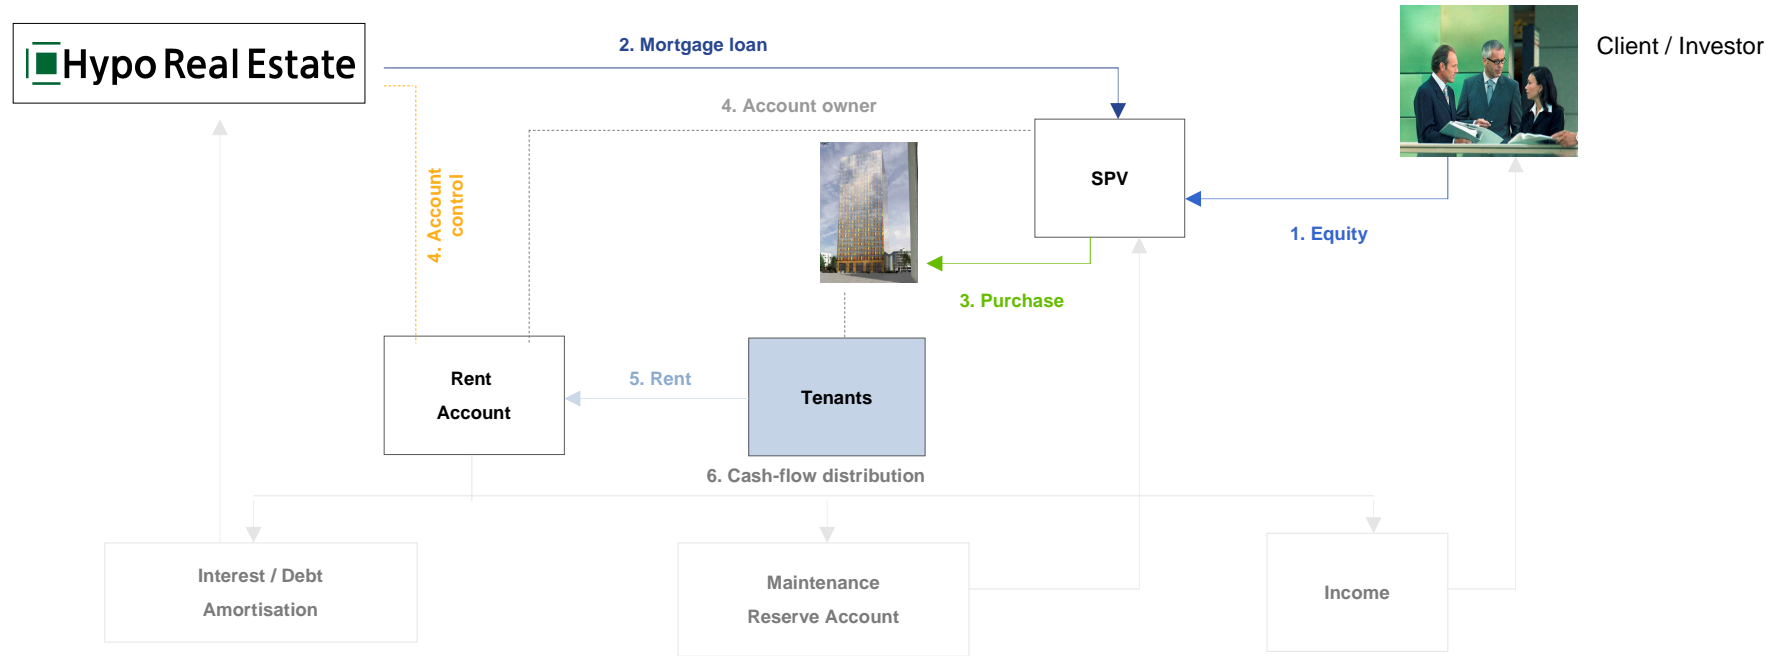 Hypo Real Estate
2. Mortgage loan
Client / Investor
4. Account owner
4. Account
control
SPV
1. Equity
3. Purchase
Rent
Account
5. Rent
Tenants
6. Cash-flow distribution
Interest / Debt
Amortisation
Maintenance
Reserve Account
Income